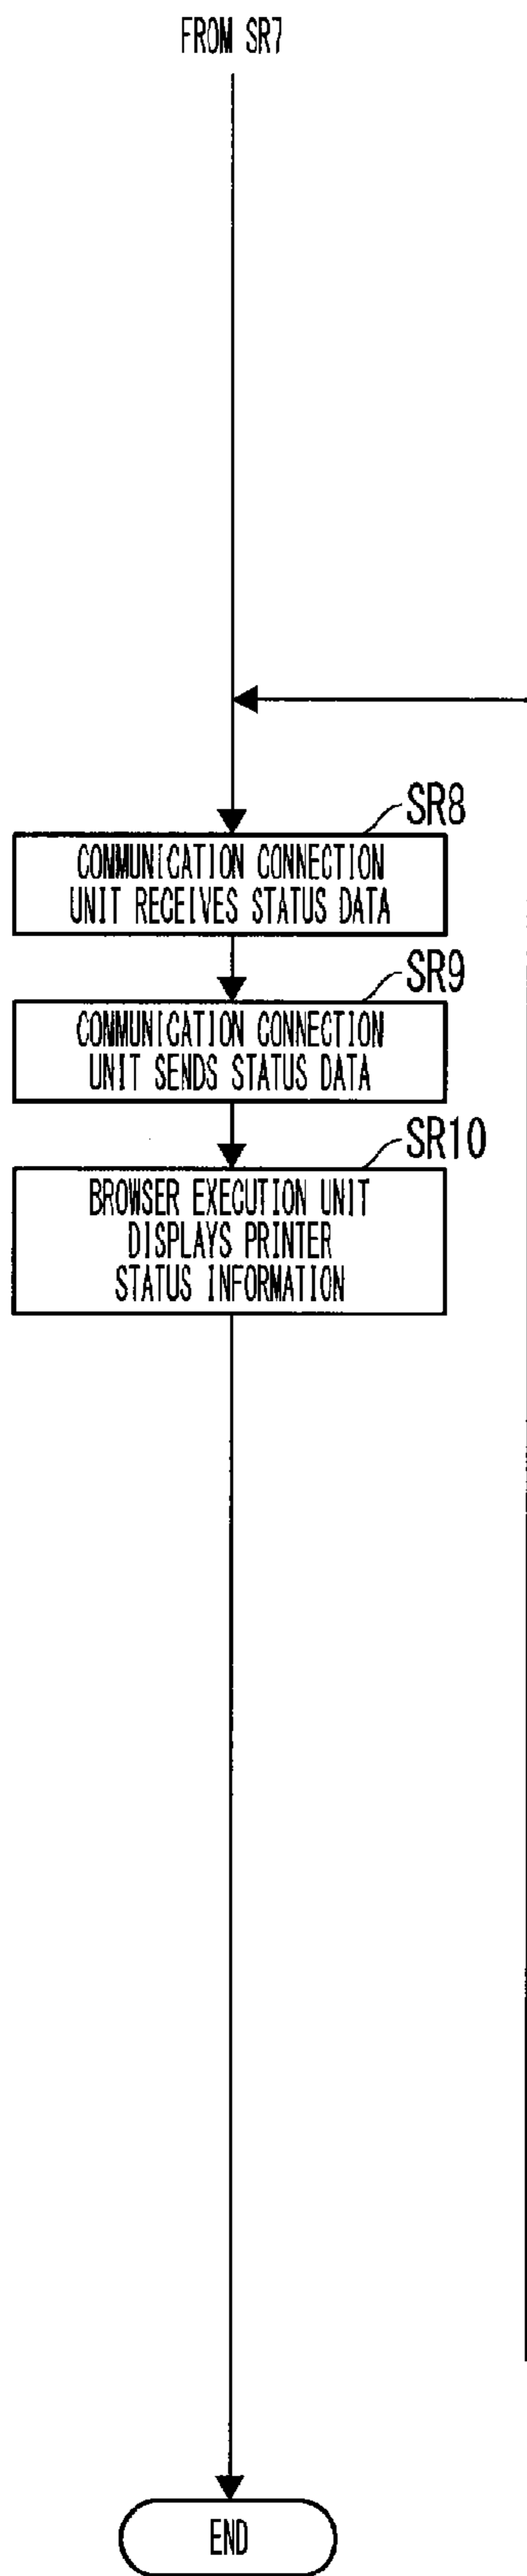 FROM SR7
SR8
COMMUNICATION CONNECTION
UNIT RECEIVES STATUS DATA
SR9
COMMUNICATION CONNECTION
UNIT SENDS STATUS DATA
SR10
BROWSER EXECUTION UNIT
DISPLAYS PRINTER
STATUS INFORMATION
END